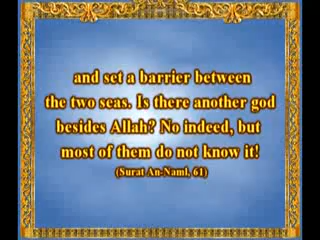 and set a barrier between
the two seas. Is there another god
besides Allah? No indeed, but
most of them do not know it!
(Surat An-Naml, 61)